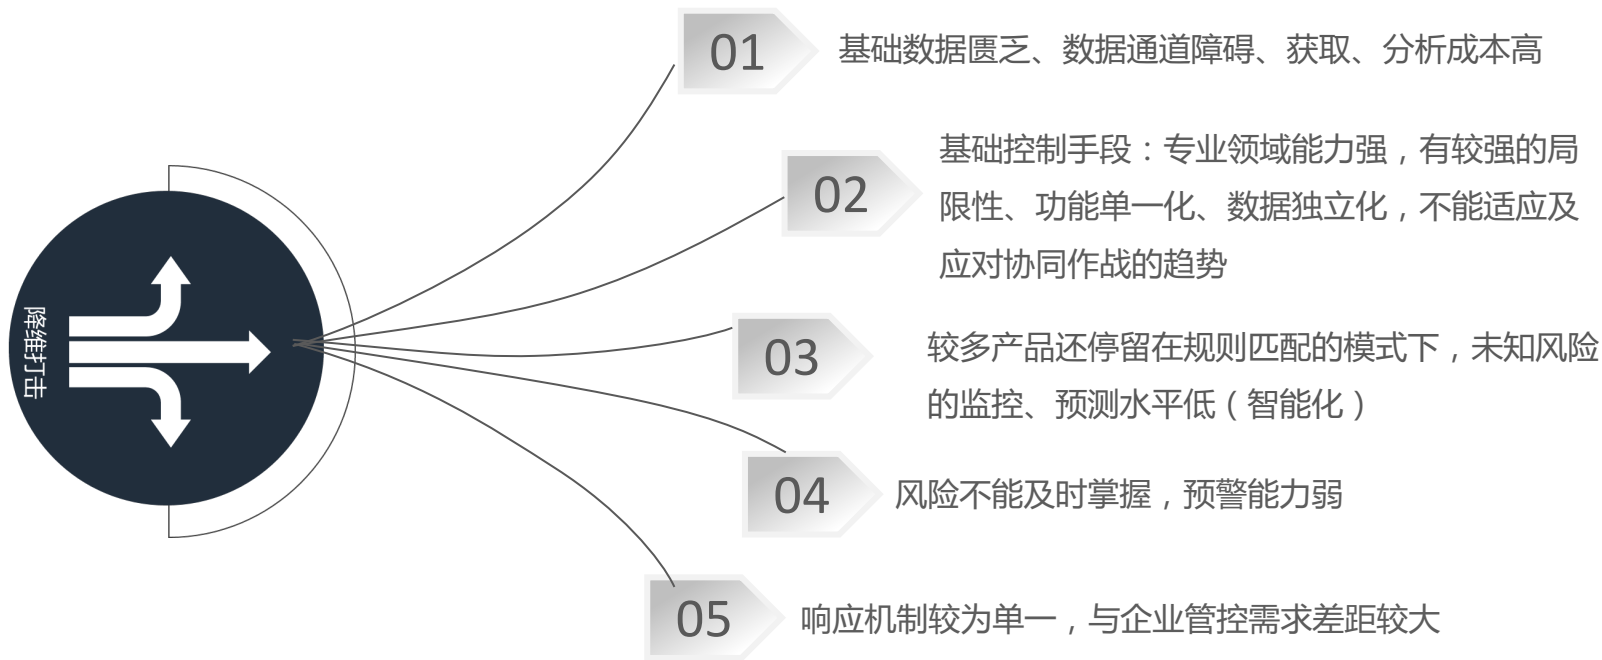 降维打击
01
基础数据匮乏、数据通道障碍、获取、分析成本高
02
基础控制手段：专业领域能力强，有较强的局
限性、功能单一化、数据独立化，不能适应及
应对协同作战的趋势
03
较多产品还停留在规则匹配的模式下，未知风险
的监控、预测水平低（智能化）
04
风险不能及时掌握，预警能力弱
05
响应机制较为单一，与企业管控需求差距较大